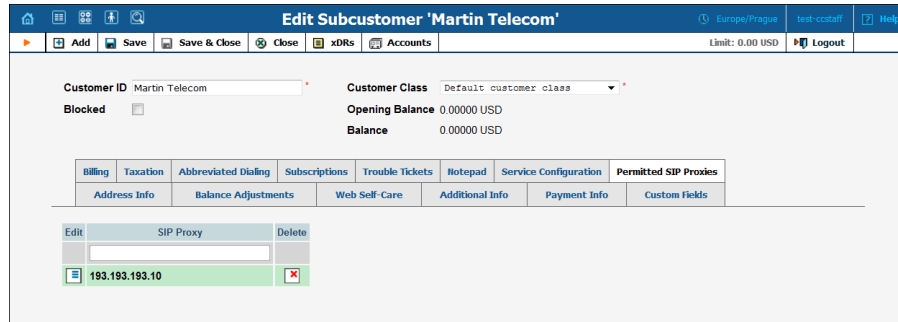 Edit Subcustomer 'Martin Telecom' Europe/Prague test-ccstaff ? Help
Add Save Save & Close Close xDRs Accounts Limit: 0.00 USD Logout
Customer ID Martin Telecom * Customer Class Default customer class *
Blocked Opening Balance 0.00000 USD
Balance 0.00000 USD
Billing Taxation Abbreviated Dialing Subscriptions Trouble Tickets Notepad Service Configuration Permitted SIP Proxies
Address Info Balance Adjustments Web Self-Care Additional Info Payment Info Custom Fields
Edit SIP Proxy Delete
193.193.193.10